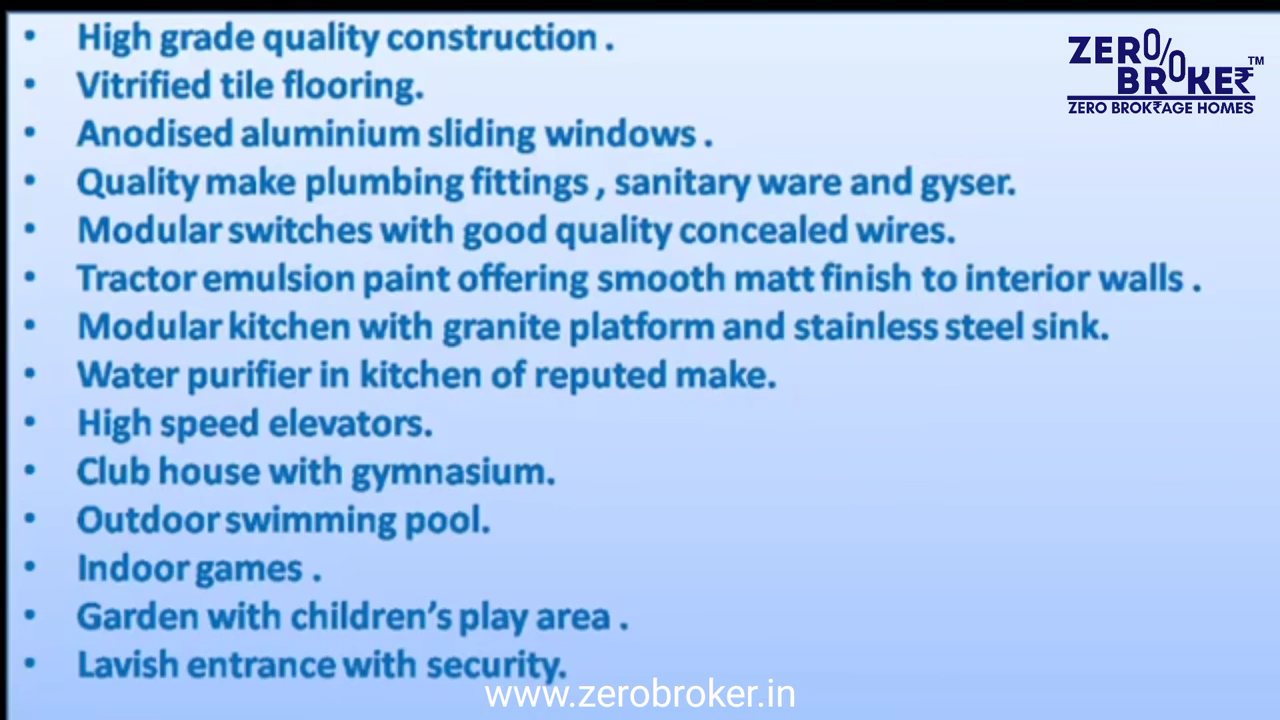 • High grade quality construction .
• Vitrified tile flooring.
• Anodised aluminium sliding windows .
• Quality make plumbing fittings , sanitary ware and gyser.
• Modular switches with good quality concealed wires.
• Tractor emulsion paint offering smooth matt finish to interior walls .
• Modular kitchen with granite platform and stainless steel sink.
• Water purifier in kitchen of reputed make.
• High speed elevators.
• Club house with gymnasium.
• Outdoor swimming pool.
• Indoor games .
• Garden with children’s play area .
• Lavish entrance with security.
ZER%
BROKE₹ TM
ZERO BROK₹AGE HOMES
www.zerobroker.in